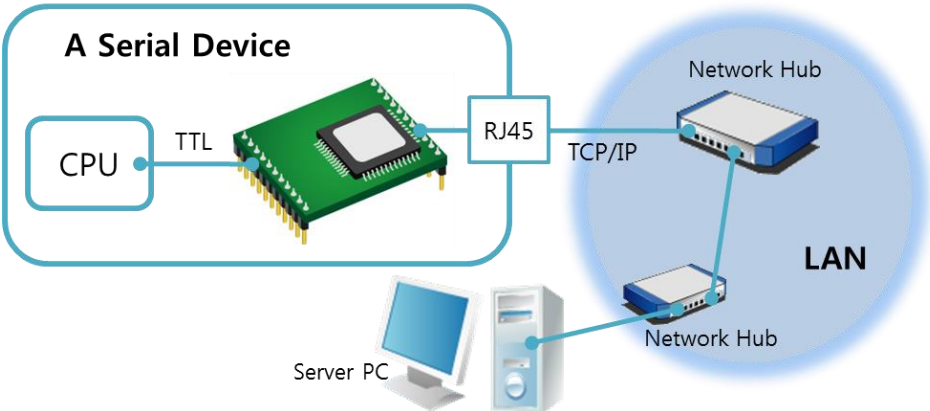 A Serial Device
CPU
TTL
RJ45
TCP/IP
Network Hub
LAN
Network Hub
Server PC